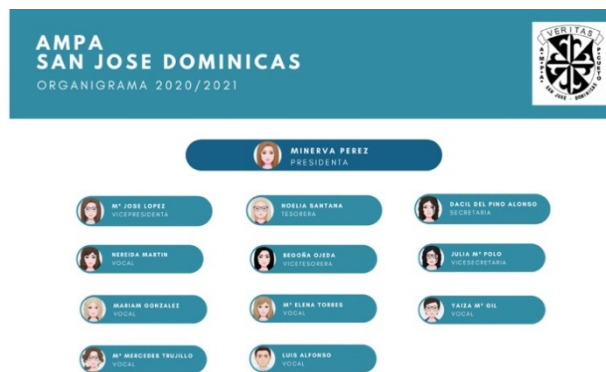 AMPA
SAN JOSE DOMINICAS
ORGANIGRAMA 2020/2021
VERITAS
A·M·P·A·
P·CUETO
SAN JOSE - DOMINICAS
MINERVA PEREZ
PRESIDENTA
Mª JOSE LOPEZ
VICEPRESIDENTA
NOELIA SANTANA
TESORERA
DACIL DEL PINO ALONSO
SECRETARIA
NEREIDA MARTIN
VOCAL
BEGOÑA OJEDA
VICETESORERA
JULIA Mª POLO
VICESECRETARIA
MARIAM GONZALEZ
VOCAL
Mª ELENA TORRES
VOCAL
YAIZA Mª GIL
VOCAL
Mª MERCEDES TRUJILLO
VOCAL
LUIS ALFONSO
VOCAL